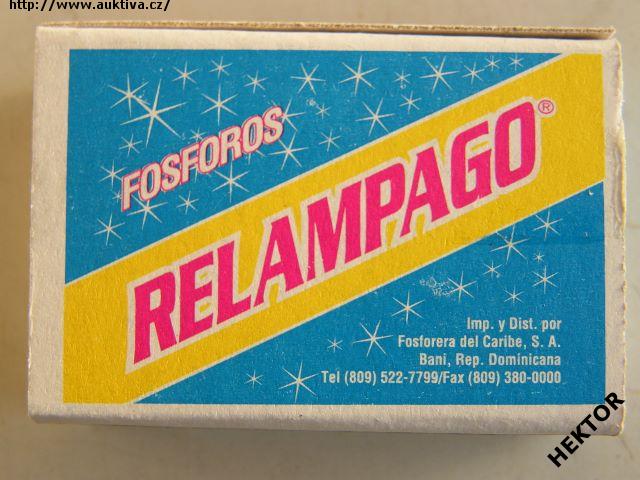 http://www.auktiva.cz/
FOSFOROS
RELAMPAGO®
Imp. y Dist. por
Fosforera del Caribe, S. A.
Bani, Rep. Dominicana
Tel (809) 522-7799/Fax (809) 380-0000
HEKTOR